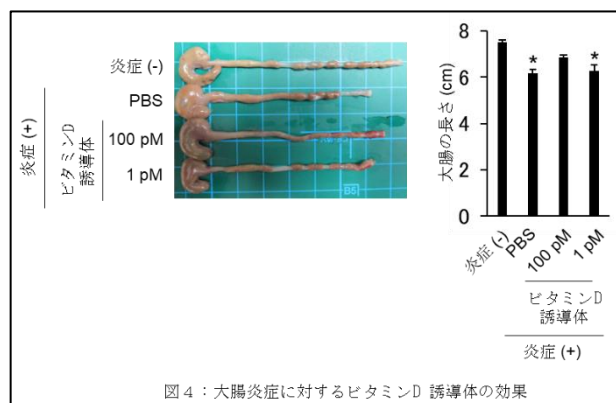 炎症 (-)
PBS
100 pM
1 pM
炎症 (+)
ビタミンD
誘導体
B5
大腸の長さ (cm)
8
6
4
2
0
*
*
炎症 (-)
PBS
100 pM
1 pM
ビタミンD
誘導体
炎症 (+)
図4：大腸炎症に対するビタミンD 誘導体の効果